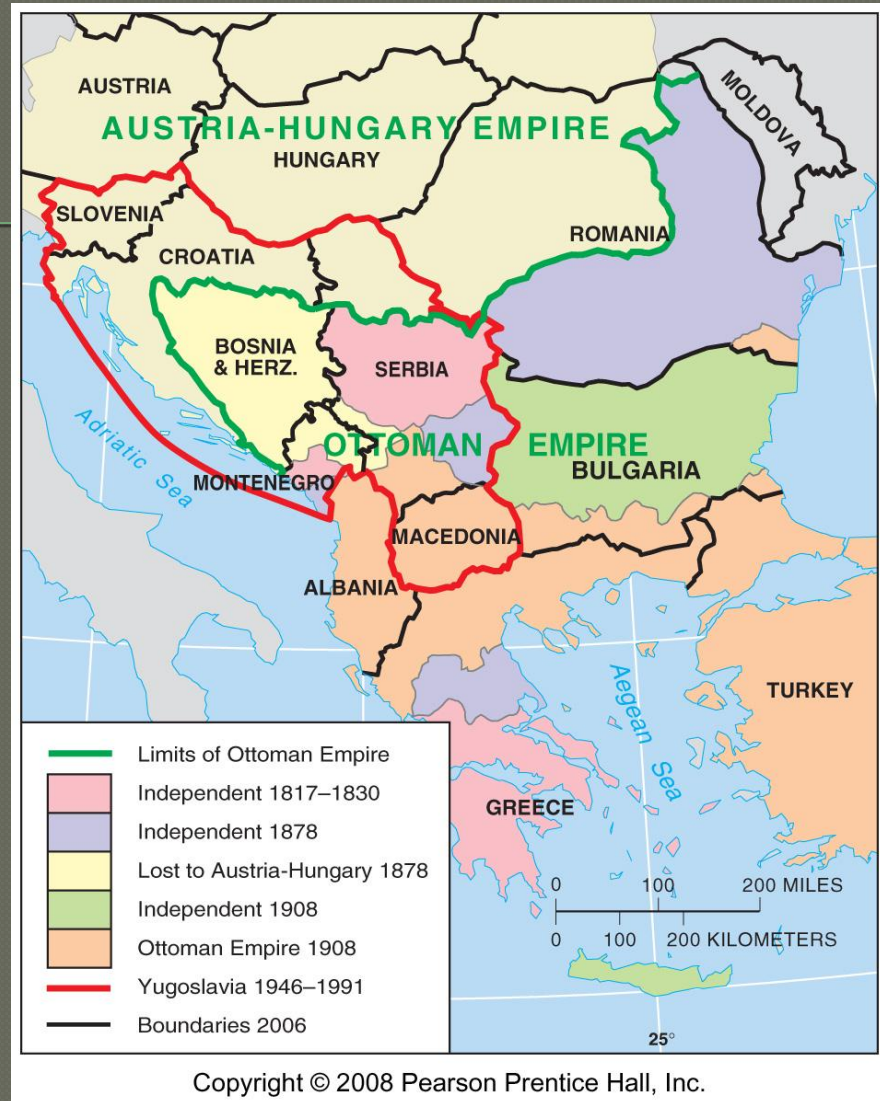 AUSTRIA
AUSTRIA-HUNGARY EMPIRE
HUNGARY
MOLDOVA
SLOVENIA
CROATIA
ROMANIA
BOSNIA
& HERZ.
SERBIA
Adriatic Sea
OTTOMAN EMPIRE
BULGARIA
MONTENEGRO
MACEDONIA
ALBANIA
Aegean Sea
TURKEY
GREECE
Limits of Ottoman Empire
Independent 1817–1830
Independent 1878
Lost to Austria-Hungary 1878
Independent 1908
Ottoman Empire 1908
Yugoslavia 1946–1991
Boundaries 2006
0 100 200 MILES
0 100 200 KILOMETERS
25°
Copyright © 2008 Pearson Prentice Hall, Inc.